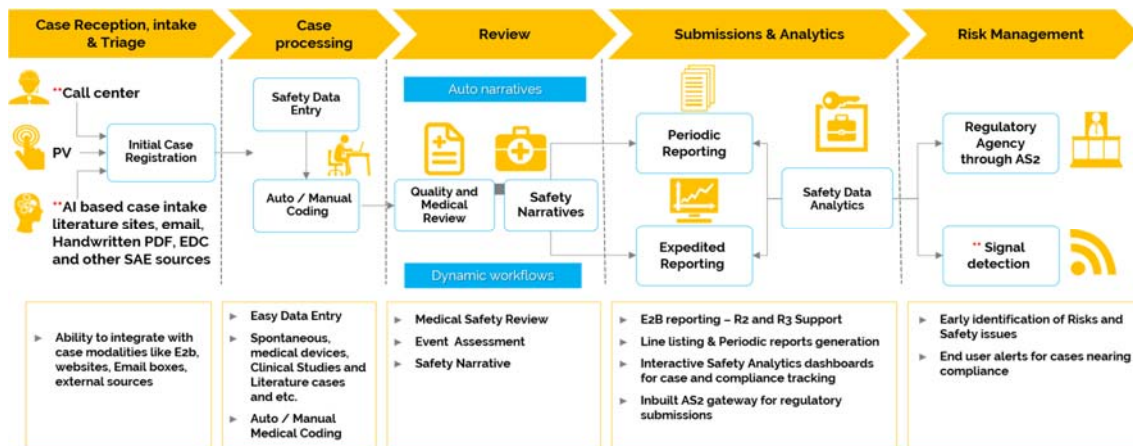 Case Reception, intake
& Triage
Case
processing
Review
Submissions & Analytics
Risk Management
**Call center
PV
**AI based case intake
literature sites, email,
Handwritten PDF, EDC
and other SAE sources
Initial Case
Registration
Safety Data
Entry
Auto / Manual
Coding
Auto narratives
Quality and
Medical
Review
Safety
Narratives
Dynamic workflows
Periodic
Reporting
Expedited
Reporting
Safety Data
Analytics
Regulatory
Agency
through AS2
** Signal
detection
Ability to integrate with
case modalities like E2b,
websites, Email boxes,
external sources
Easy Data Entry
Spontaneous,
medical devices,
Clinical Studies and
Literature cases
and etc.
Auto / Manual
Medical Coding
Medical Safety Review
Event Assessment
Safety Narrative
E2B reporting – R2 and R3 Support
Line listing & Periodic reports generation
Interactive Safety Analytics dashboards
for case and compliance tracking
Inbuilt AS2 gateway for regulatory
submissions
Early identification of Risks and
Safety issues
End user alerts for cases nearing
compliance